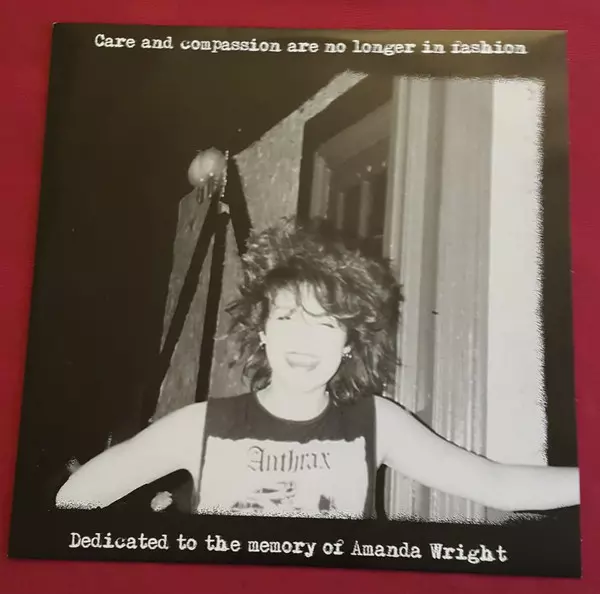 Care and compassion are no longer in fashion
Anthrax
Dedicated to the memory of Amanda Wright